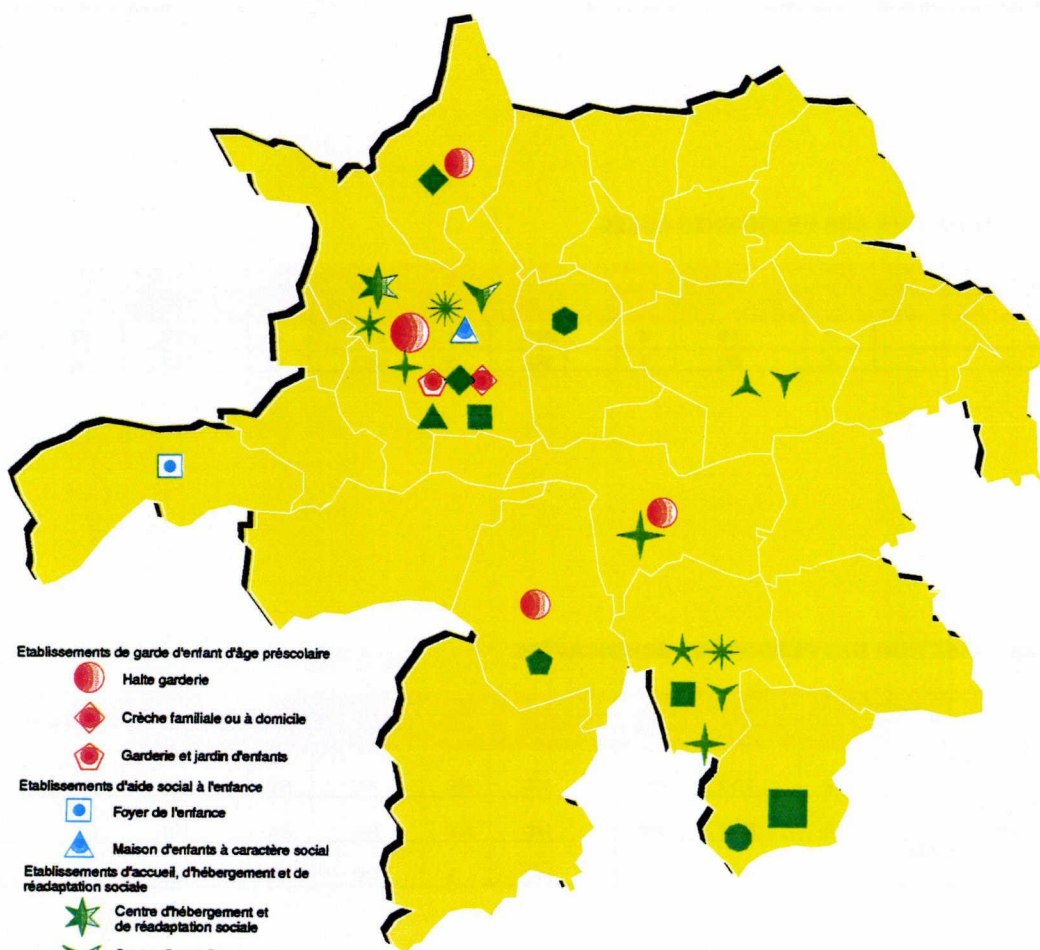 Etablissements de garde d'enfant d'âge préscolaire
Halte garderie
Crèche familiale ou à domicile
Garderie et jardin d'enfants
Etablissements d'aide social à l'enfance
Foyer de l'enfance
Maison d'enfants à caractère social
Etablissements d'accueil, d'hébergement et de
réadaptation sociale
Centre d'hébergement et
de réadaptation sociale